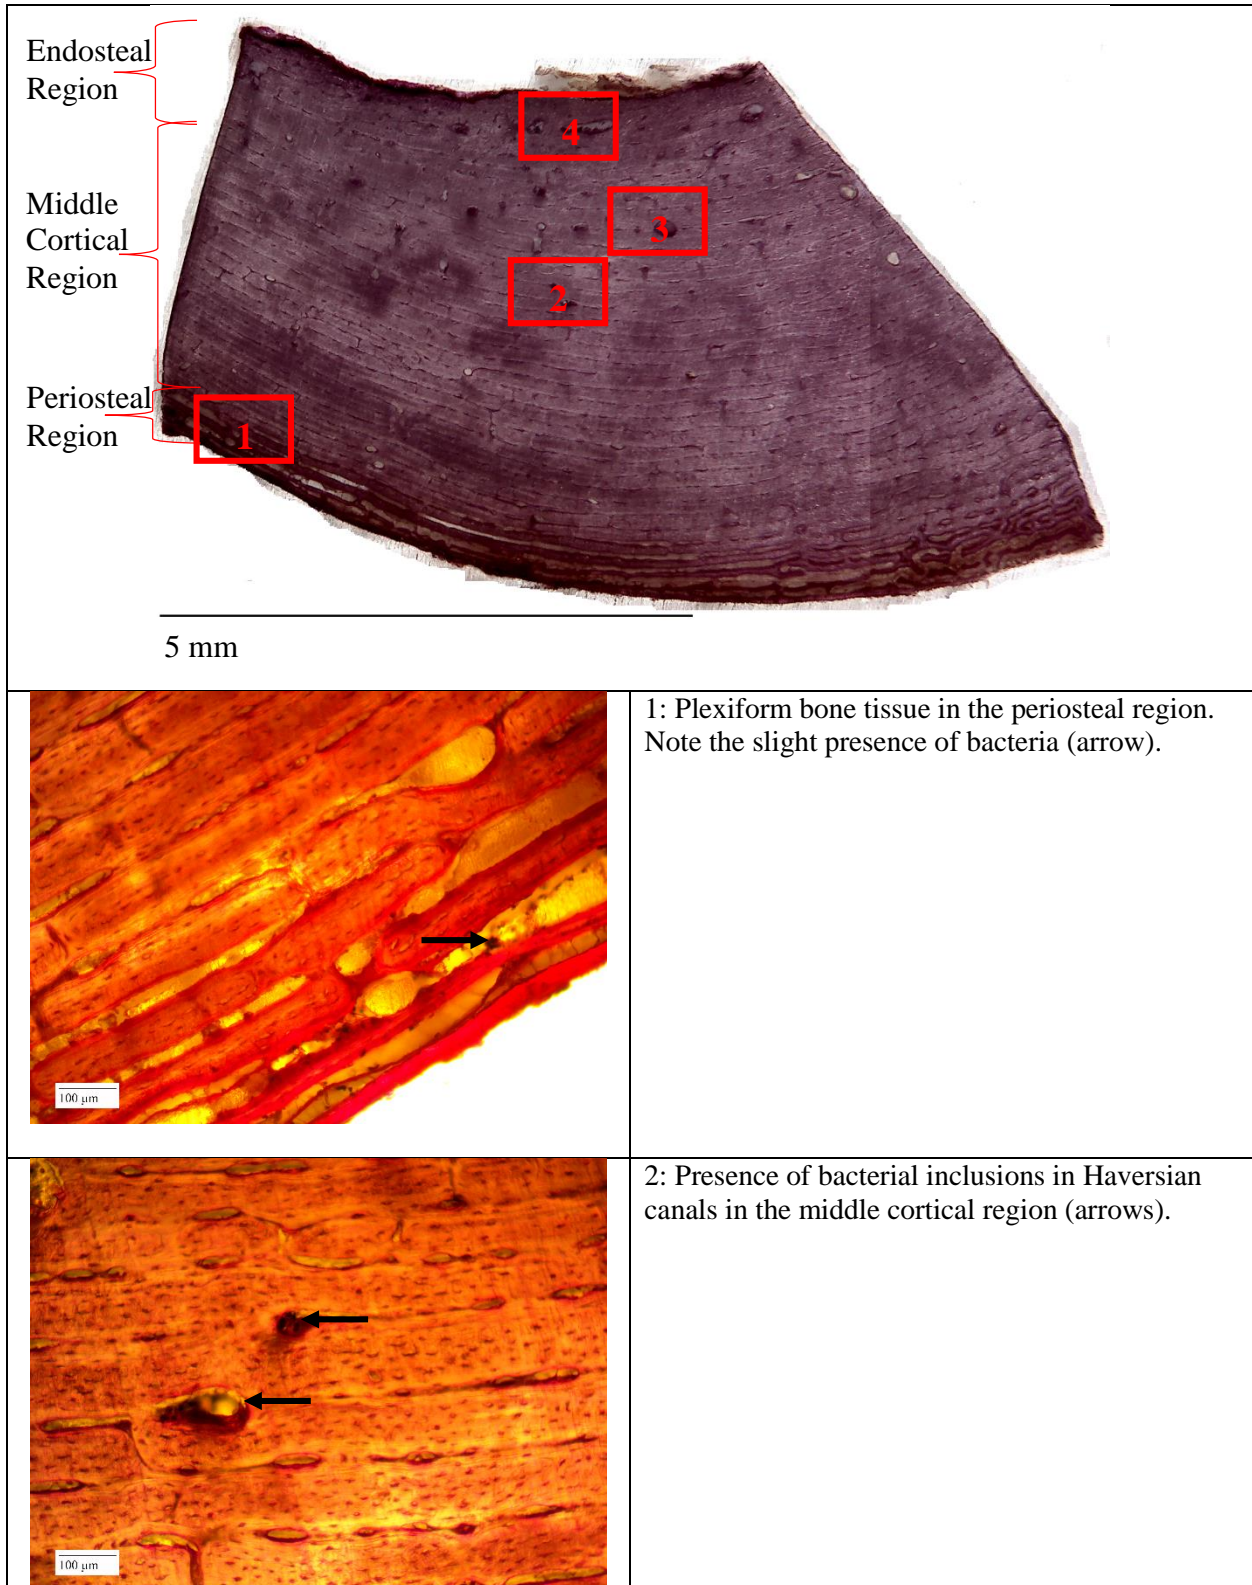 Endosteal
Region
4
Middle
Cortical
Region
3
2
Periosteal
Region
1
5 mm
1: Plexiform bone tissue in the periosteal region.
Note the slight presence of bacteria (arrow).
100 µm
2: Presence of bacterial inclusions in Haversian
canals in the middle cortical region (arrows).
100 µm